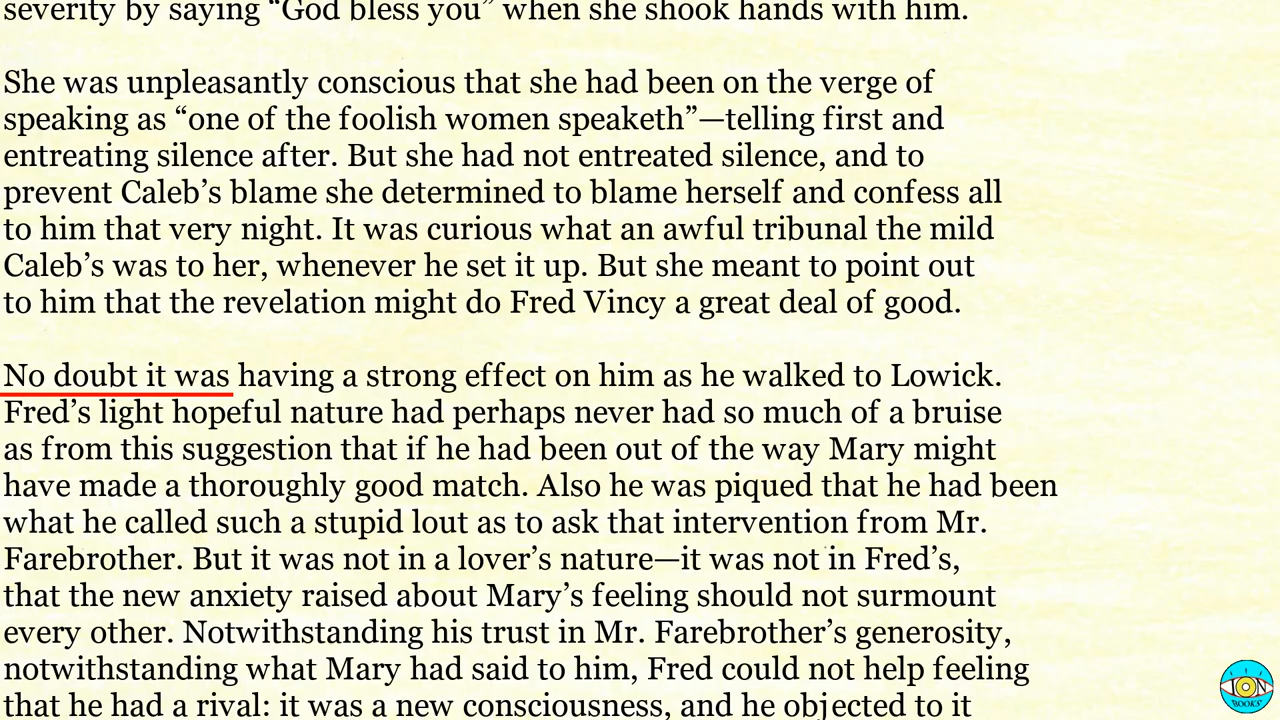 severity by saying “God bless you” when she shook hands with him.
She was unpleasantly conscious that she had been on the verge of
speaking as “one of the foolish women speaketh”—telling first and
entreating silence after. But she had not entreated silence, and to
prevent Caleb’s blame she determined to blame herself and confess all
to him that very night. It was curious what an awful tribunal the mild
Caleb’s was to her, whenever he set it up. But she meant to point out
to him that the revelation might do Fred Vincy a great deal of good.
No doubt it was having a strong effect on him as he walked to Lowick.
Fred’s light hopeful nature had perhaps never had so much of a bruise
as from this suggestion that if he had been out of the way Mary might
have made a thoroughly good match. Also he was piqued that he had been
what he called such a stupid lout as to ask that intervention from Mr.
Farebrother. But it was not in a lover’s nature—it was not in Fred’s,
that the new anxiety raised about Mary’s feeling should not surmount
every other. Notwithstanding his trust in Mr. Farebrother’s generosity,
notwithstanding what Mary had said to him, Fred could not help feeling
that he had a rival: it was a new consciousness, and he objected to it
ION
BOOKS